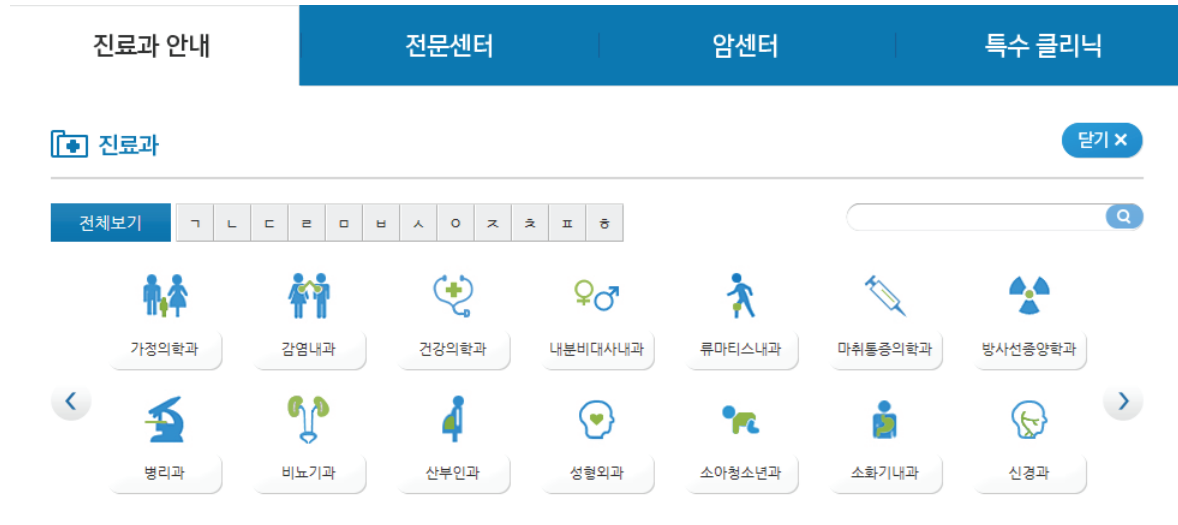 진료과 안내 전문센터 암센터 특수 클리닉
진료과 닫기 ×
전체보기 ㄱ ㄴ ㄷ ㄹ ㅁ ㅂ ㅅ ㅇ ㅈ ㅊ ㅍ ㅎ
가정의학과 감염내과 건강의학과 내분비대사내과 류마티스내과 마취통증의학과 방사선종양학과
병리과 비뇨기과 산부인과 성형외과 소아청소년과 소화기내과 신경과